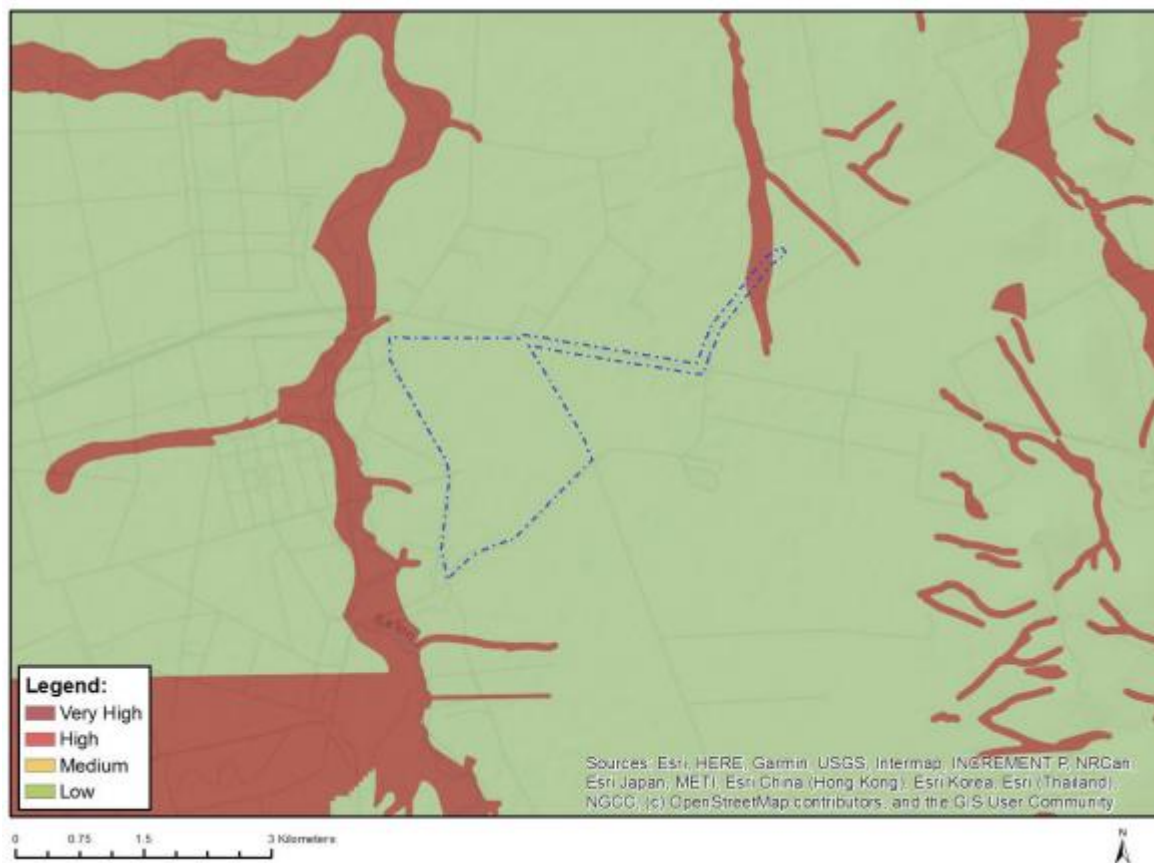 Legend:
Very High
High
Medium
Low
Sources: Esri, HERE, Garmin, USGS, Intermap, INCREMENT P, NRCan,
Esri Japan, METI, Esri China (Hong Kong), Esri Korea, Esri (Thailand),
NGCC, (c) OpenStreetMap contributors, and the GIS User Community
0 0.75 1.5 3 Kilometers
N